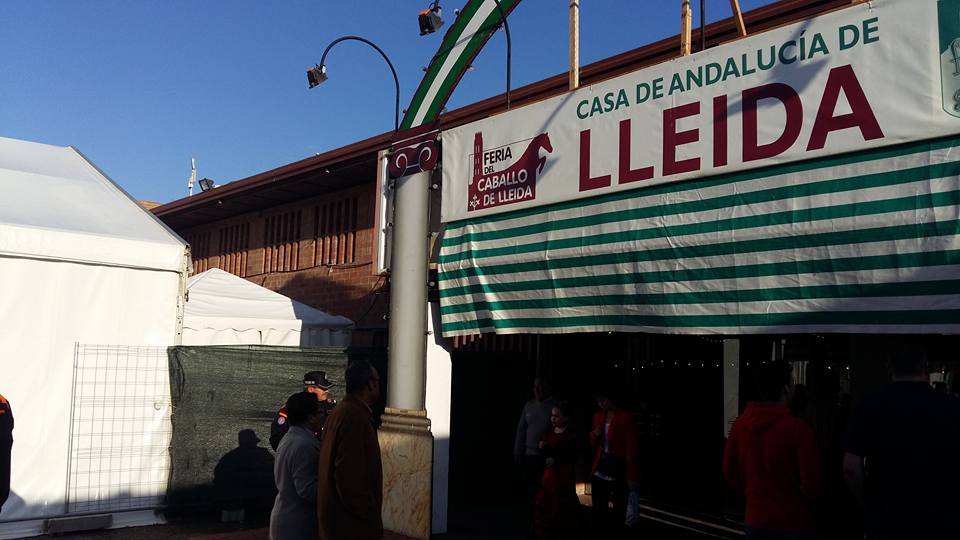 CASA DE ANDALUCÍA DE
LLEIDA
FERIA
DEL
CABALLO
DE LLEIDA